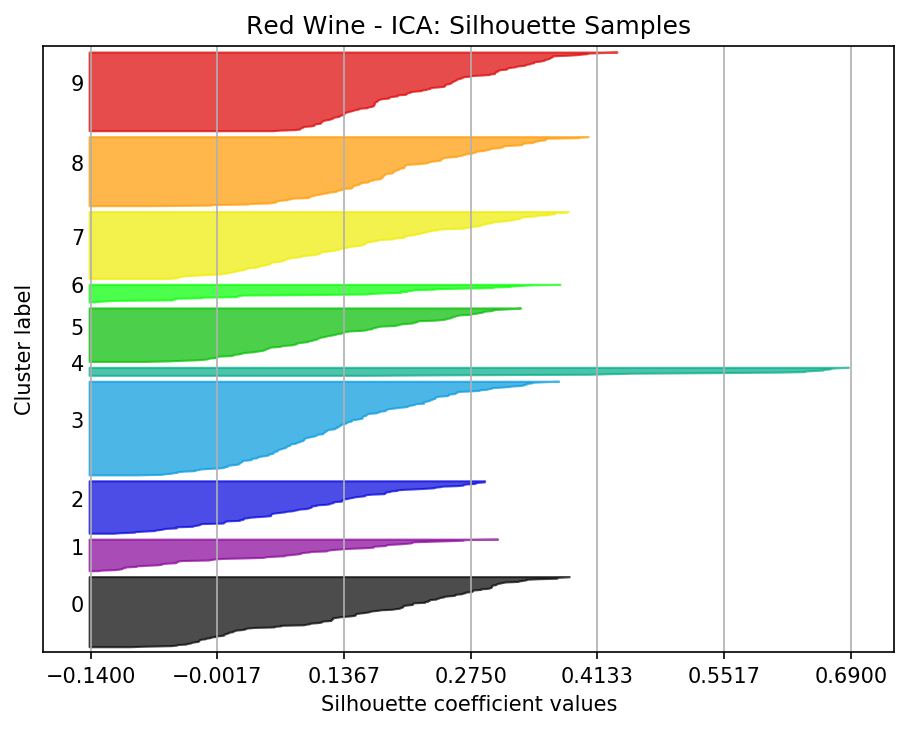 Red Wine - ICA: Silhouette Samples
9
8
7
6
5
4
3
2
1
0
Cluster label
−0.1400 −0.0017 0.1367 0.2750 0.4133 0.5517 0.6900
Silhouette coefficient values